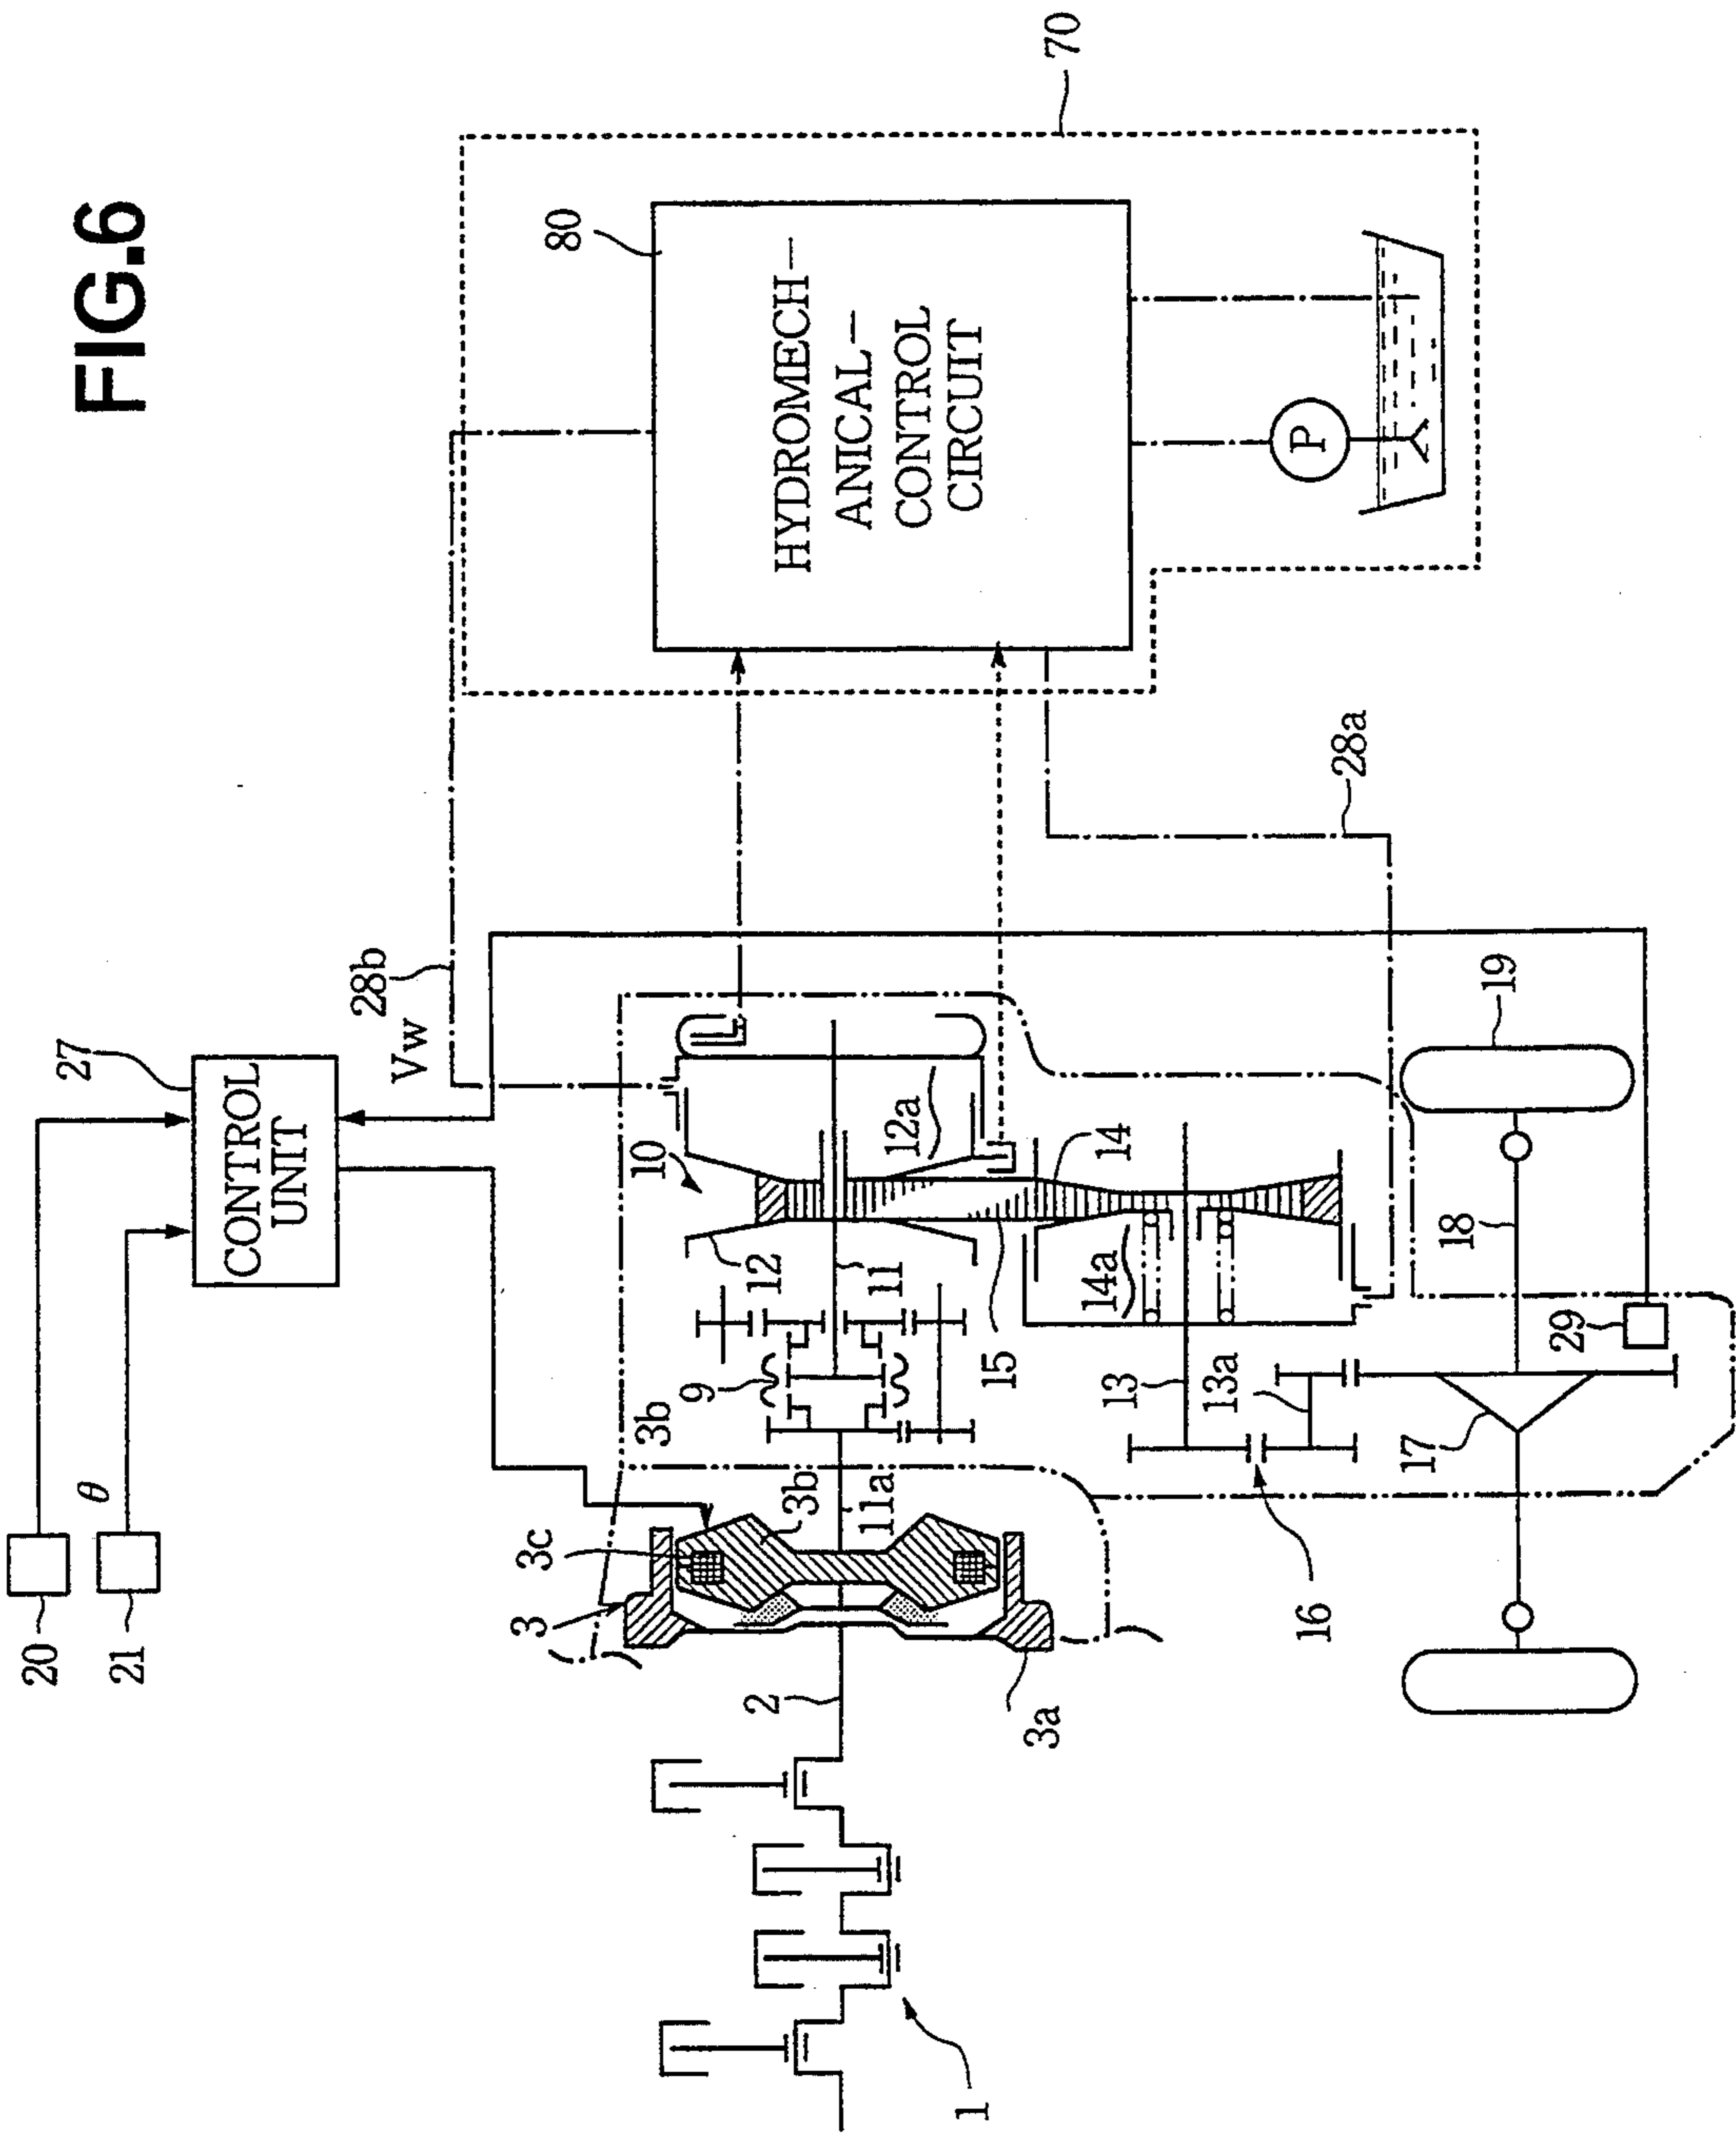 FIG.6
70
80
HYDROMECH—
ANICAL—
CONTROL
CIRCUIT
P
28a
28b
Vw
27
CONTROL
UNIT
θ
20
21
10
12a
12
11
14
14a
15
9
3b
3b
3c
3
11a
3a
2
1
13
13a
16
17
18
19
29